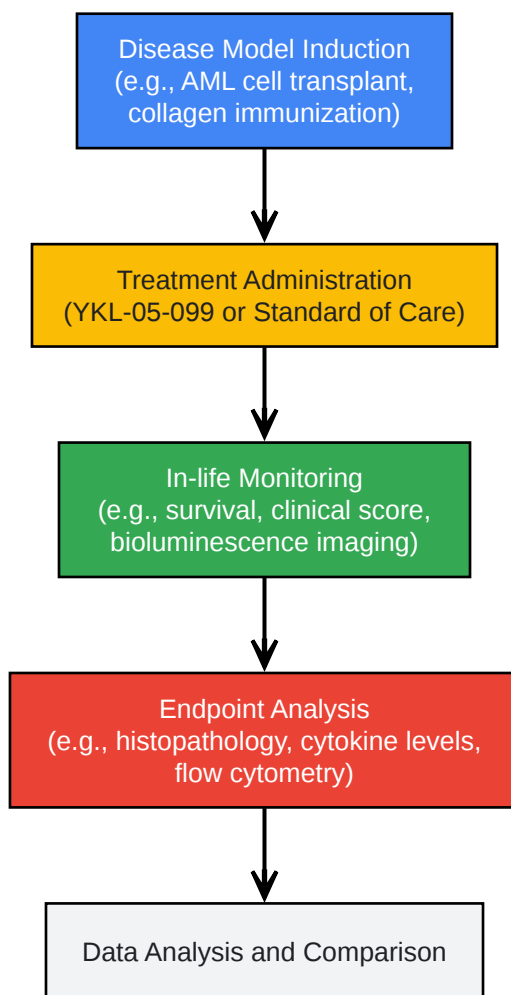 Disease Model Induction
(e.g., AML cell transplant,
collagen immunization)
Treatment Administration
(YKL-05-099 or Standard of Care)
In-life Monitoring
(e.g., survival, clinical score,
bioluminescence imaging)
Endpoint Analysis
(e.g., histopathology, cytokine levels,
flow cytometry)
Data Analysis and Comparison